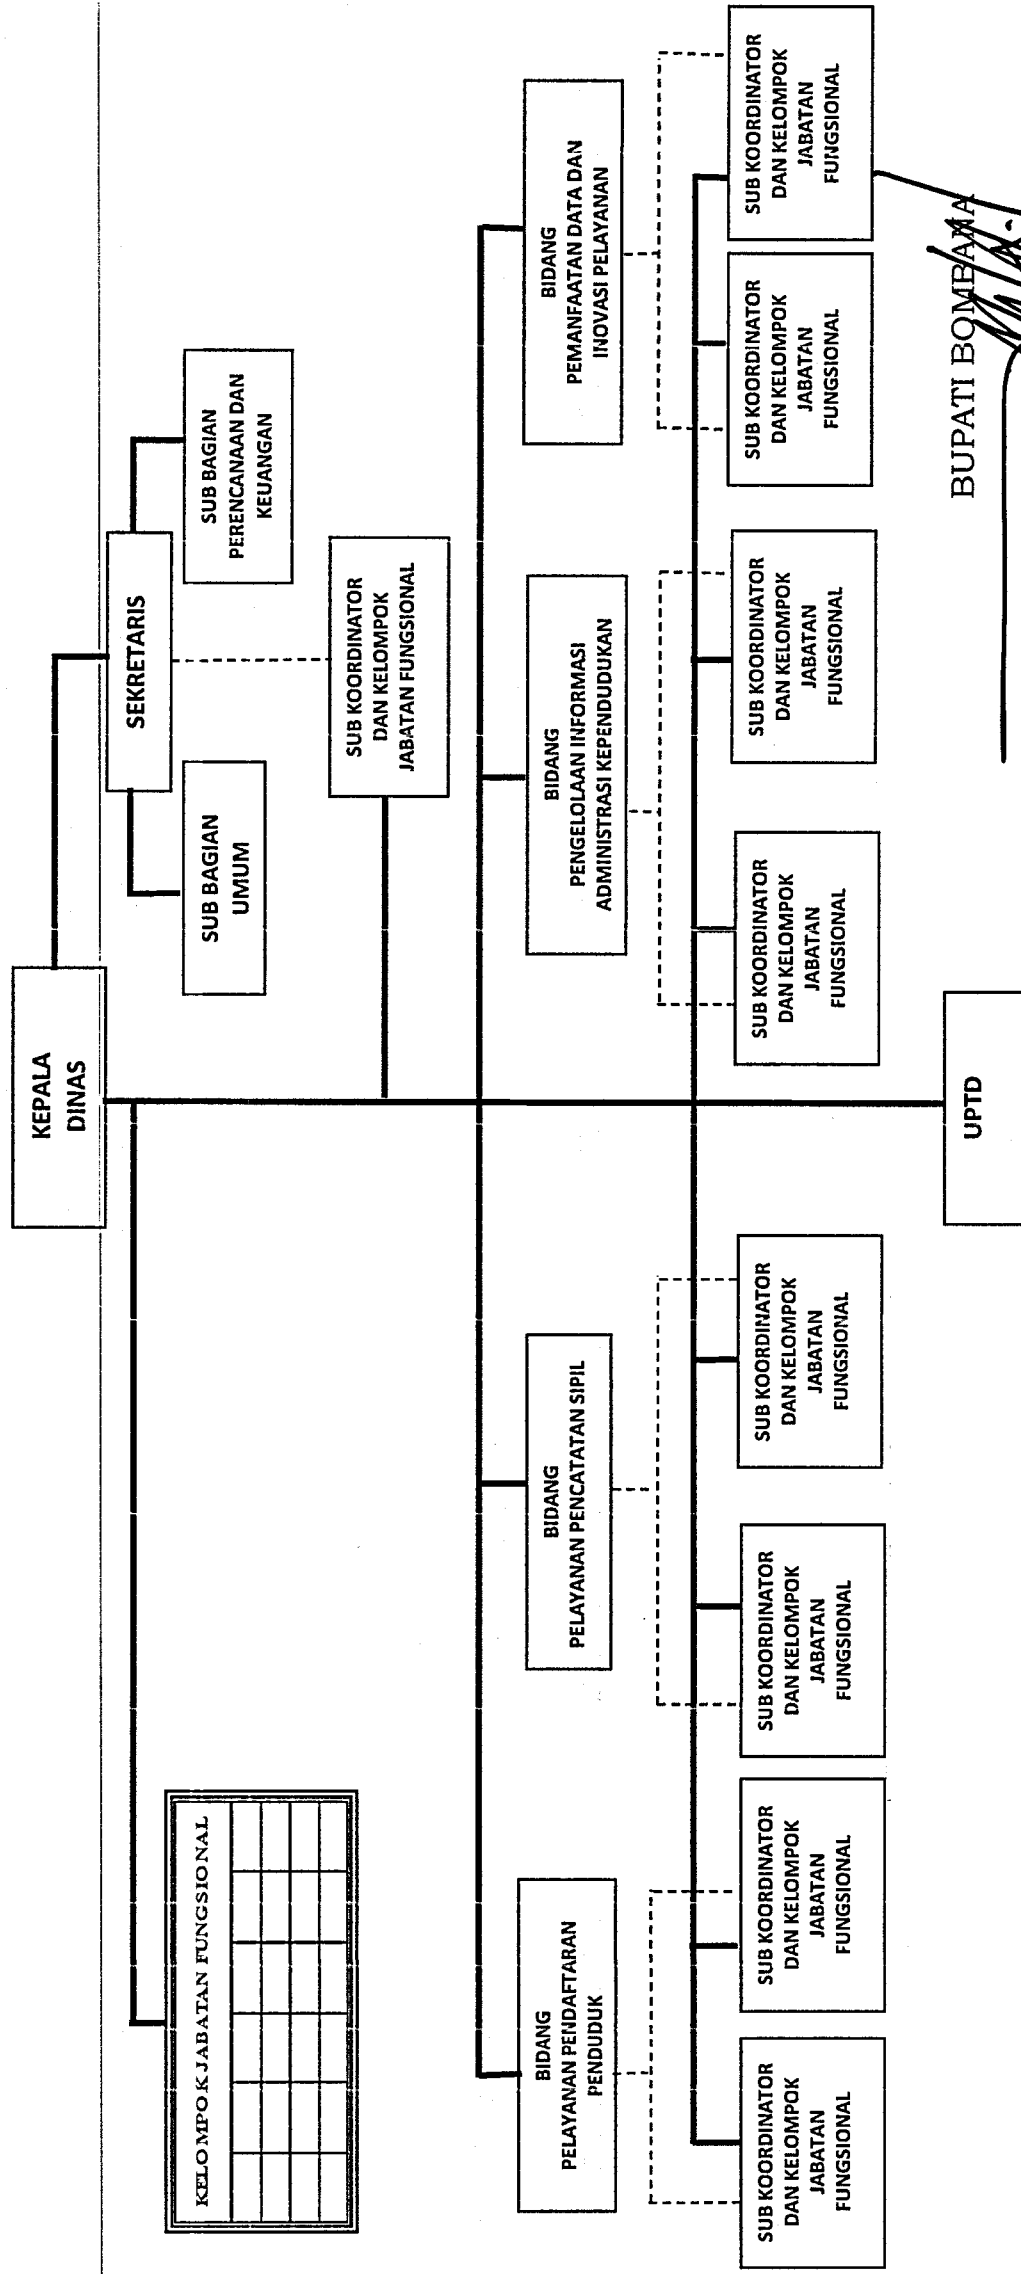 KEPALA
DINAS
SEKRETARIS
SUB BAGIAN
UMUM
SUB BAGIAN
PERENCANAAN DAN
KEUANGAN
KELOMPOK JABATAN FUNGSIONAL
SUB KOORDINATOR
DAN KELOMPOK
JABATAN FUNGSIONAL
BIDANG
PELAYANAN PENDAFTARAN
PENDUDUK
BIDANG
PELAYANAN PENCATATAN SIPIL
BIDANG
PENGELOLAAN INFORMASI
ADMINISTRASI KEPENDUDUKAN
BIDANG
PEMANFAATAN DATA DAN
INOVASI PELAYANAN
SUB KOORDINATOR
DAN KELOMPOK
JABATAN
FUNGSIONAL
SUB KOORDINATOR
DAN KELOMPOK
JABATAN
FUNGSIONAL
SUB KOORDINATOR
DAN KELOMPOK
JABATAN
FUNGSIONAL
SUB KOORDINATOR
DAN KELOMPOK
JABATAN
FUNGSIONAL
SUB KOORDINATOR
DAN KELOMPOK
JABATAN
FUNGSIONAL
SUB KOORDINATOR
DAN KELOMPOK
JABATAN
FUNGSIONAL
SUB KOORDINATOR
DAN KELOMPOK
JABATAN
FUNGSIONAL
SUB KOORDINATOR
DAN KELOMPOK
JABATAN
FUNGSIONAL
UPTD
BUPATI BOMBANA